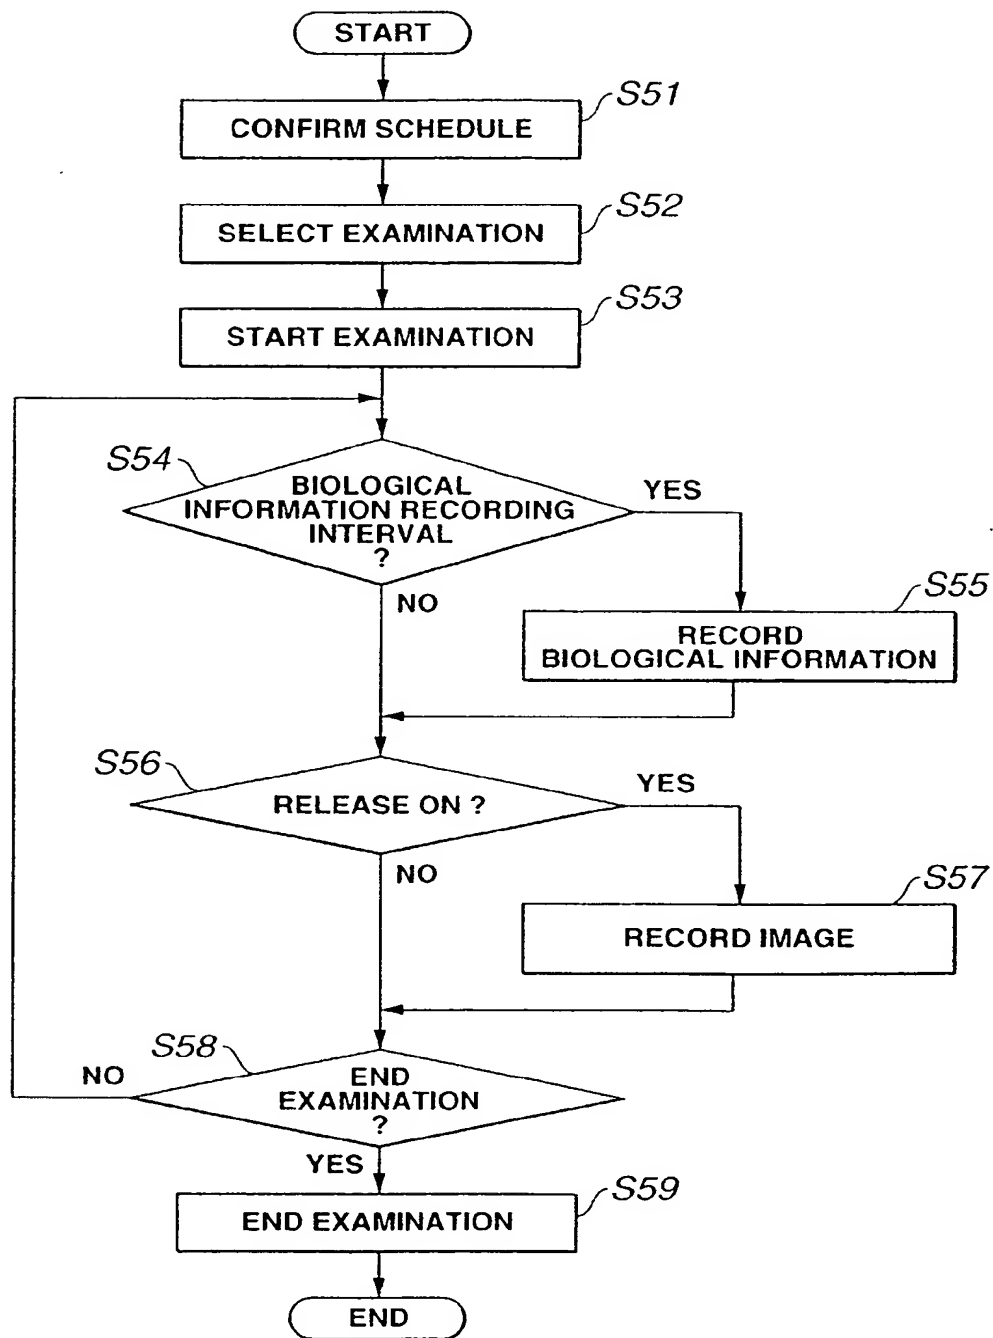 START
S51
CONFIRM SCHEDULE
S52
SELECT EXAMINATION
S53
START EXAMINATION
S54
BIOLOGICAL
INFORMATION RECORDING
INTERVAL
?
YES
NO
S55
RECORD
BIOLOGICAL INFORMATION
S56
RELEASE ON ?
YES
NO
S57
RECORD IMAGE
S58
END
EXAMINATION
?
NO
YES
S59
END EXAMINATION
END